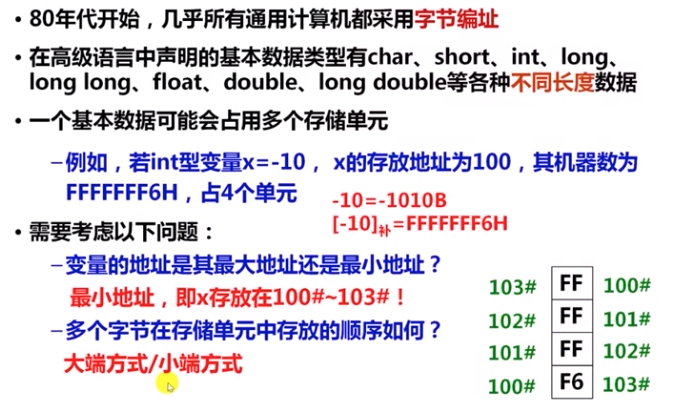 • 80年代开始，几乎所有通用计算机都采用字节编址
• 在高级语言中声明的基本数据类型有char、short、int、long、
long long、float、double、long double等各种不同长度数据
• 一个基本数据可能会占用多个存储单元
–例如，若int型变量x=-10， x的存放地址为100，其机器数为
FFFFFFF6H，占4个单元
-10=-1010B
[-10]补=FFFFFFF6H
• 需要考虑以下问题：
–变量的地址是其最大地址还是最小地址？
最小地址，即x存放在100#~103#！
–多个字节在存储单元中存放的顺序如何？
大端方式/小端方式
103# FF 100#
102# FF 101#
101# FF 102#
100# F6 103#